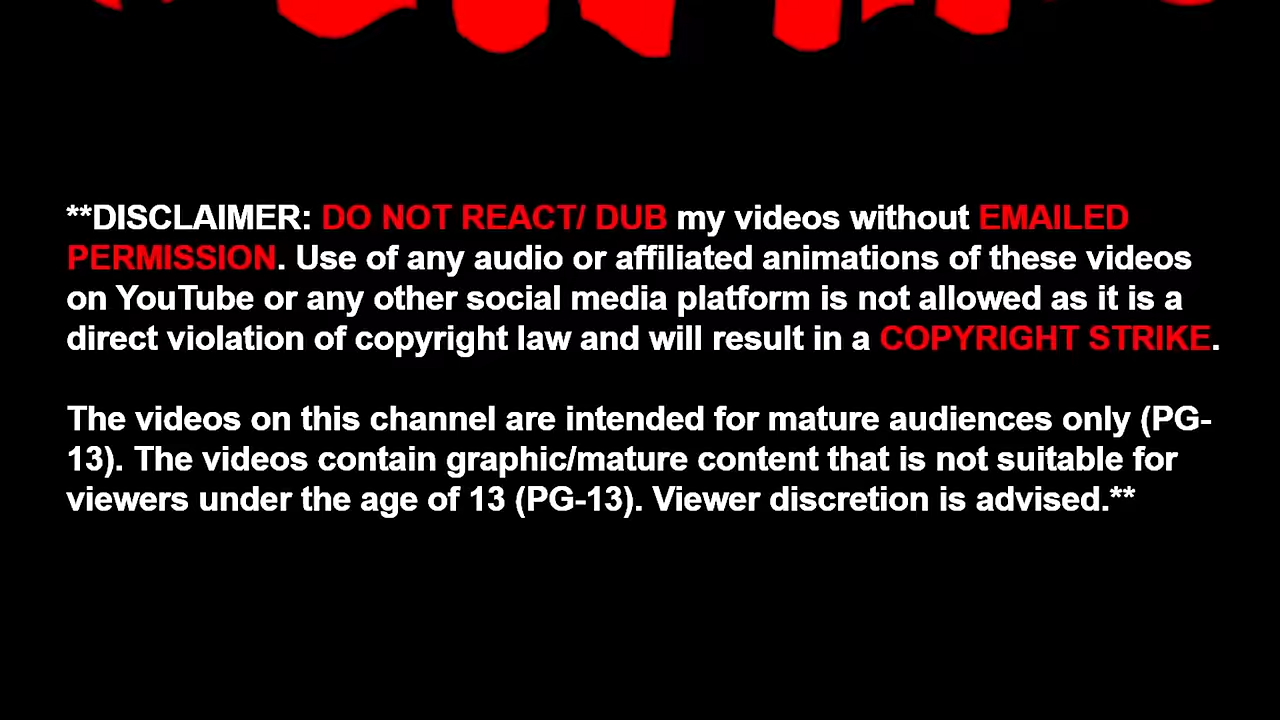 **DISCLAIMER: DO NOT REACT/ DUB my videos without EMAILED
PERMISSION. Use of any audio or affiliated animations of these videos
on YouTube or any other social media platform is not allowed as it is a
direct violation of copyright law and will result in a COPYRIGHT STRIKE.
The videos on this channel are intended for mature audiences only (PG-
13). The videos contain graphic/mature content that is not suitable for
viewers under the age of 13 (PG-13). Viewer discretion is advised.**